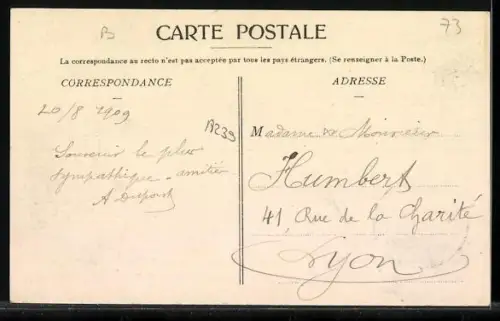 B
73
CARTE POSTALE
La correspondance au recto n'est pas acceptée par tous les pays étrangers. (Se renseigner à la Poste.)
CORRESPONDANCE
20/8 1909
B239
Souvenir le plus
sympathique - amitiés
A Dupont
ADRESSE
Madame et Monsieur
Humbert
41, Rue de la Charité
Lyon